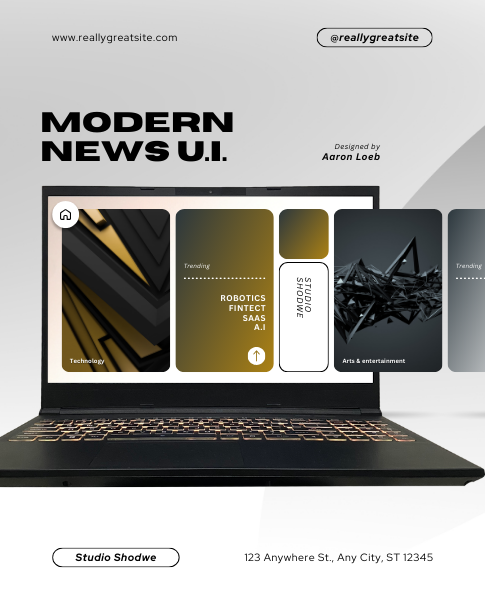 www.reallygreatsite.com
@reallygreatsite
MODERN
NEWS U.I.
Designed by
Aaron Loeb
Trending
ROBOTICS
FINTECT
SAAS
A.I
Technology
STUDIO
SHODWE
Arts & entertainment
Trending
Studio Shodwe
123 Anywhere St., Any City, ST 12345